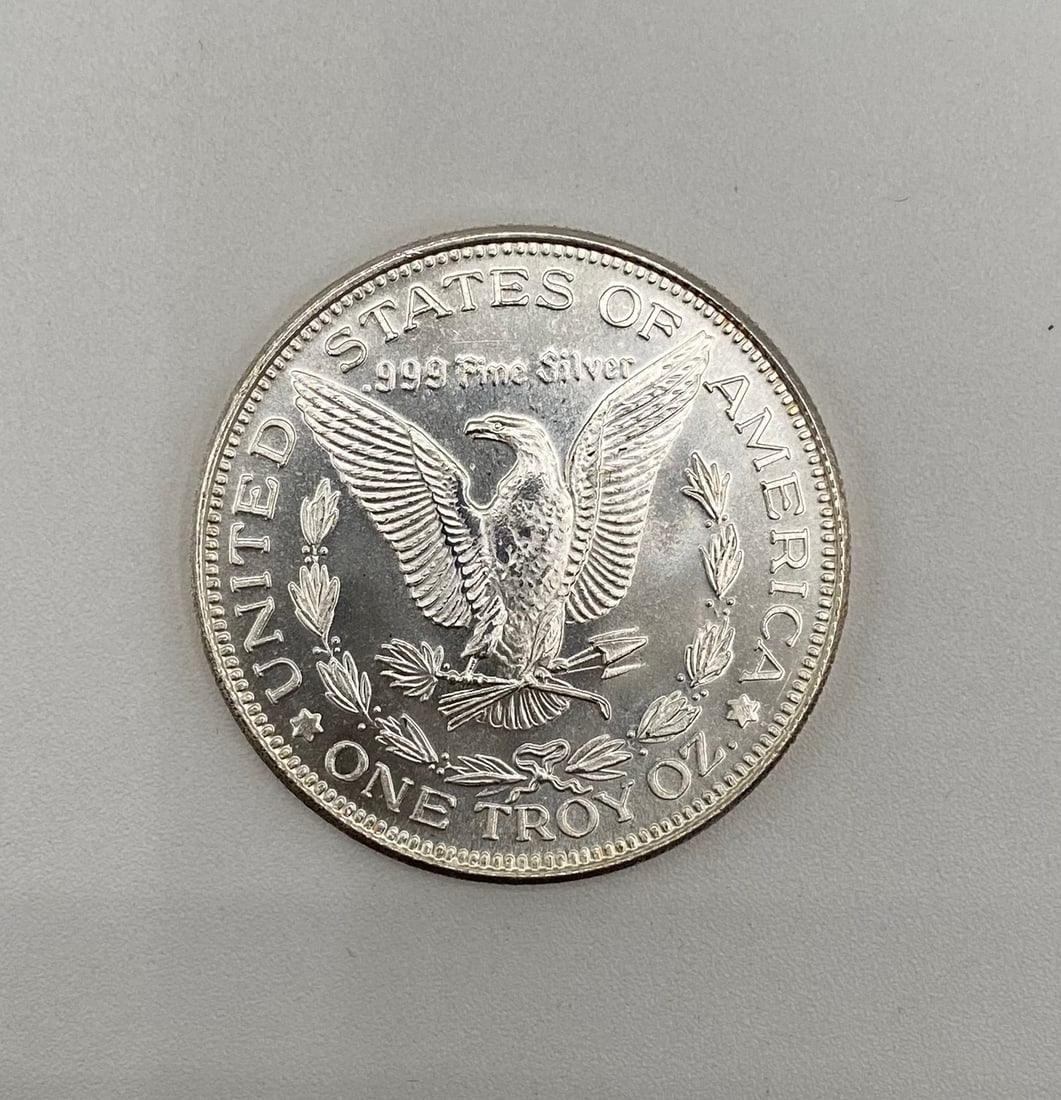 UNITED STATES OF AMERICA
.999 Fine Silver
ONE TROY OZ.